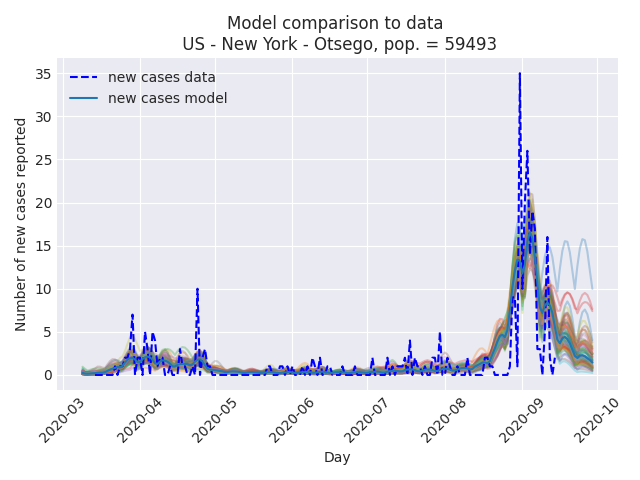 Model comparison to data
US - New York - Otsego, pop. = 59493
new cases data
new cases model
Number of new cases reported
35
30
25
20
15
10
5
0
2020-03
2020-04
2020-05
2020-06
2020-07
2020-08
2020-09
2020-10
Day